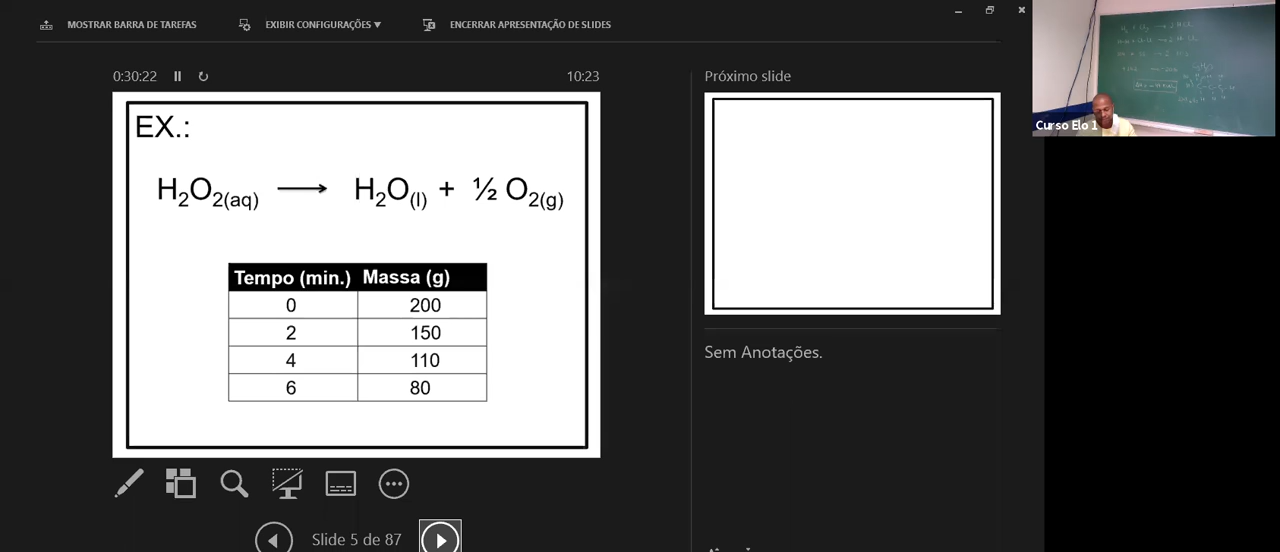 MOSTRAR BARRA DE TAREFAS
EXIBIR CONFIGURAÇÕES ▼
ENCERRAR APRESENTAÇÃO DE SLIDES
0:30:22
10:23
EX.:
H₂O₂(aq) ⟶ H₂O(l) + ½ O₂(g)
Tempo (min.) Massa (g)
0 200
2 150
4 110
6 80
Slide 5 de 87
Próximo slide
Sem Anotações.
Curso Elo 1